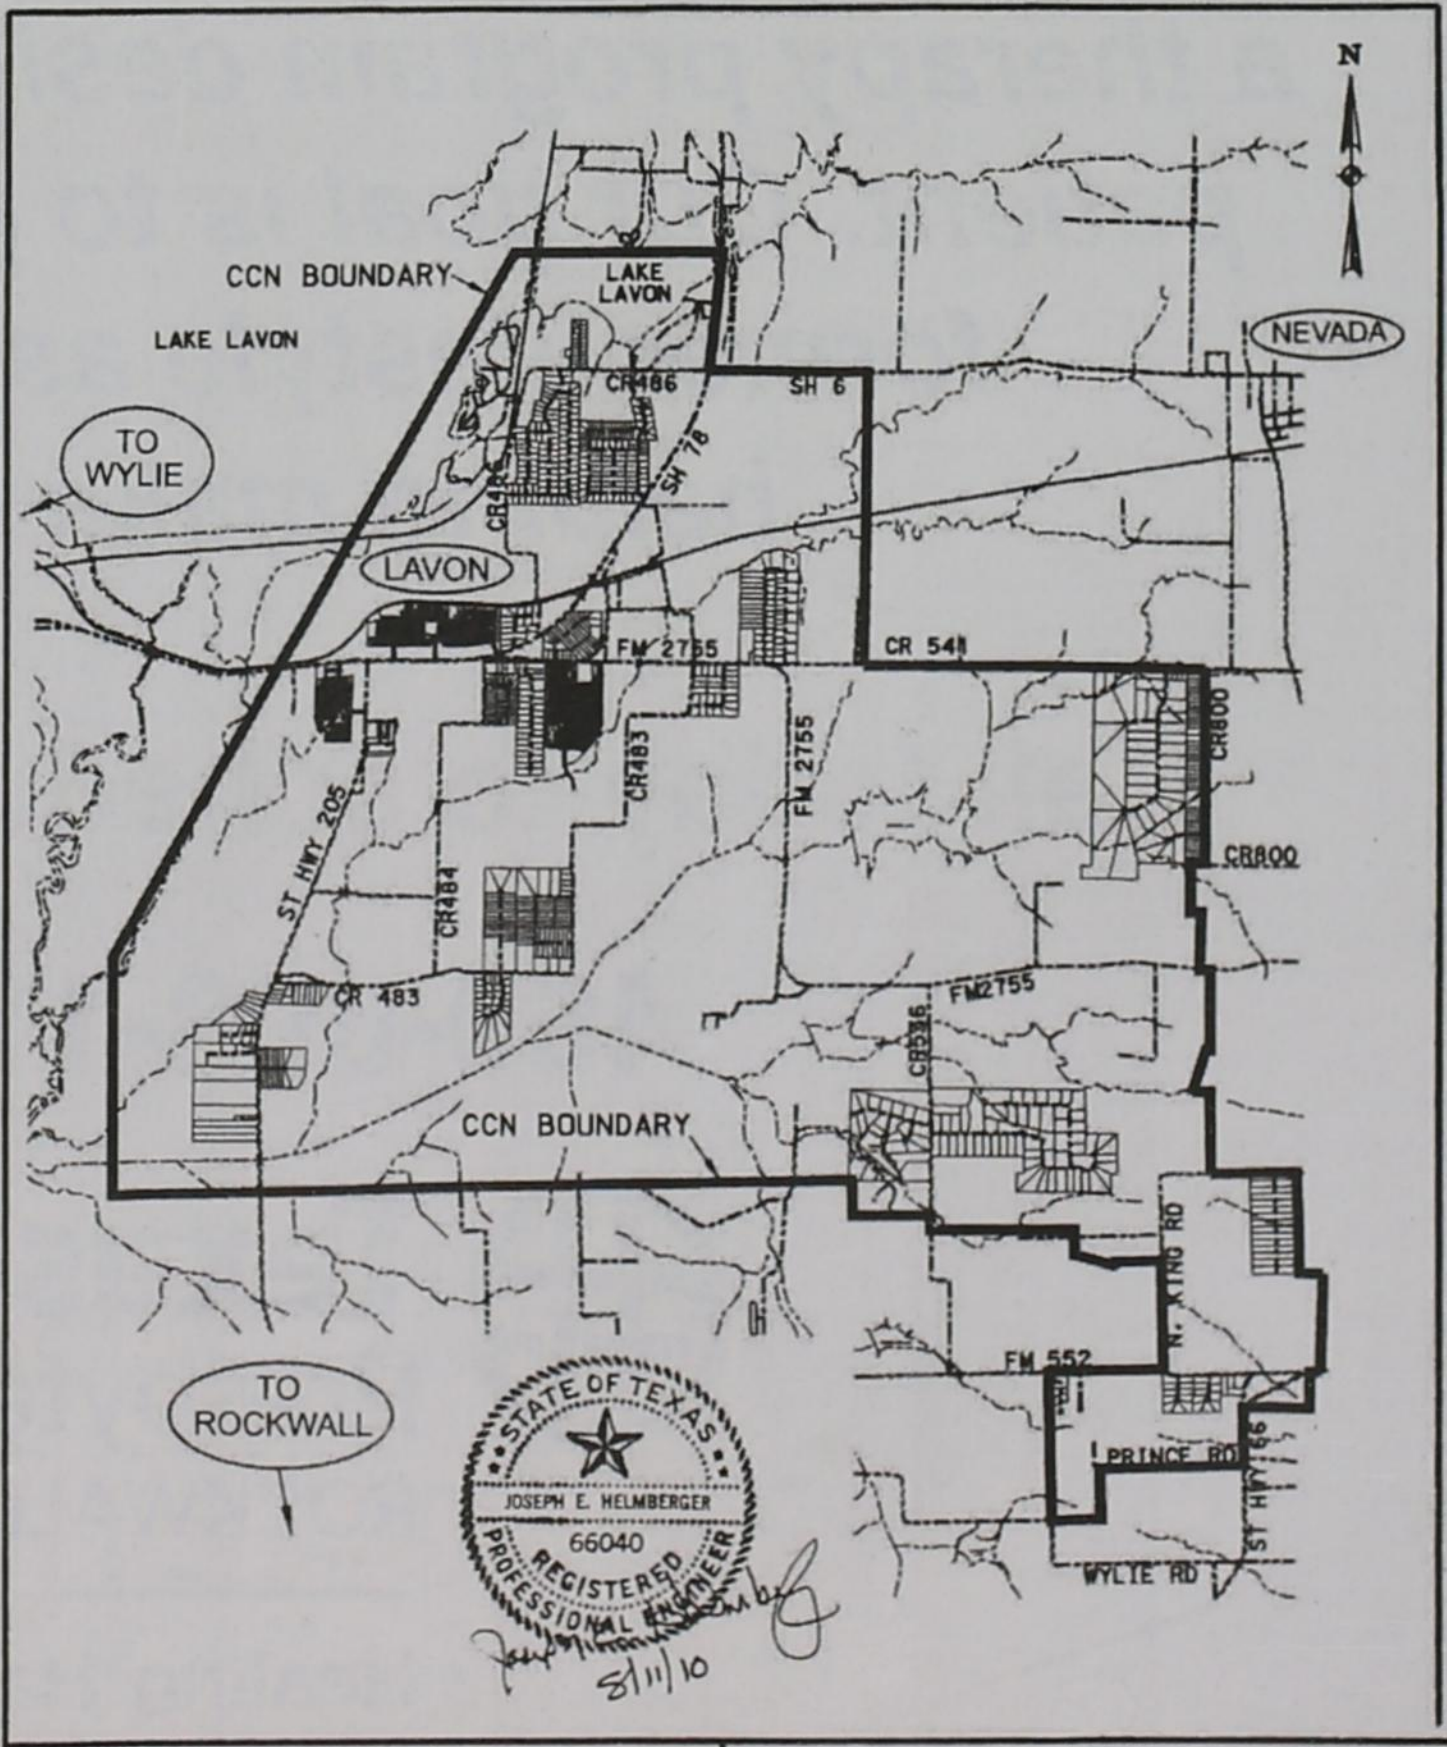 N
CCN BOUNDARY
LAKE
LAVON
LAKE LAVON
NEVADA
CR486
SH 6
TO
WYLIE
SH 78
LAVON
FM 2755
CR 541
CR800
CR483
FM 2755
ST HWY 205
CR800
CR484
CR 483
FM2755
CR536
CCN BOUNDARY
N. KING RD
FM 552
TO
ROCKWALL
PRINCE RD
ST HWY 66
WYLIE RD
STATE OF TEXAS
JOSEPH E. HELMBERGER
66040
REGISTERED
PROFESSIONAL ENGINEER
8/11/10